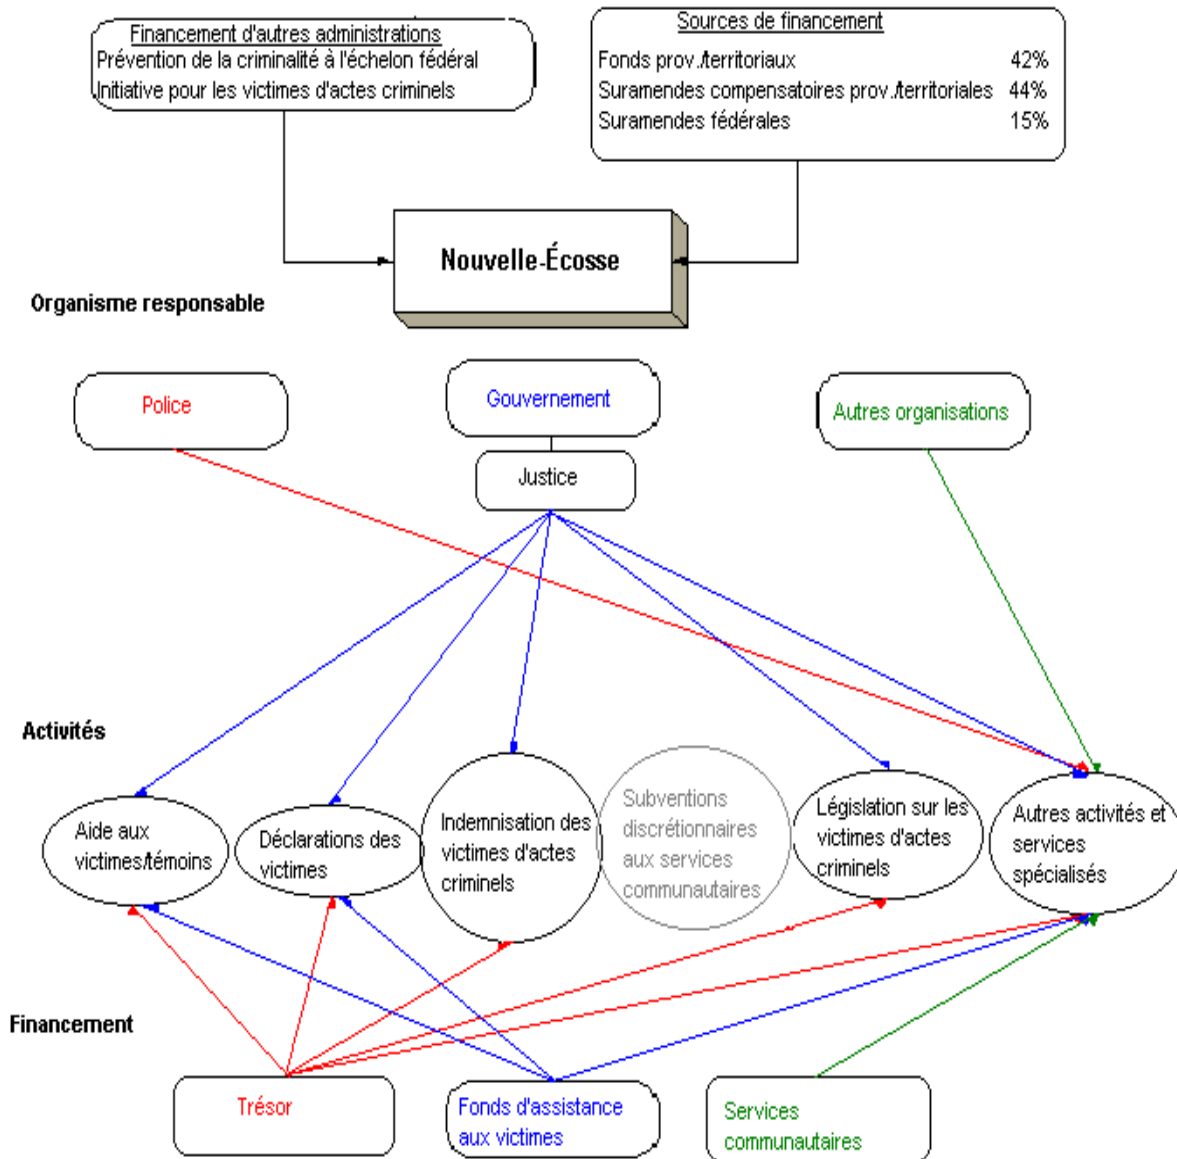 Financement d'autres administrations
Prévention de la criminalité à l'échelon fédéral
Initiative pour les victimes d'actes criminels
Sources de financement
Fonds prov./territoriaux 42%
Suramendes compensatoires prov./territoriales 44%
Suramendes fédérales 15%
Nouvelle-Écosse
Organisme responsable
Police
Gouvernement
Autres organisations
Justice
Activités
Aide aux
victimes/témoins
Déclarations des
victimes
Indemnisation des
victimes d'actes
criminels
Subventions
discrétionnaires
aux services
communautaires
Législation sur les
victimes d'actes
criminels
Autres activités et
services
spécialisés
Financement
Trésor
Fonds d'assistance
aux victimes
Services
communautaires